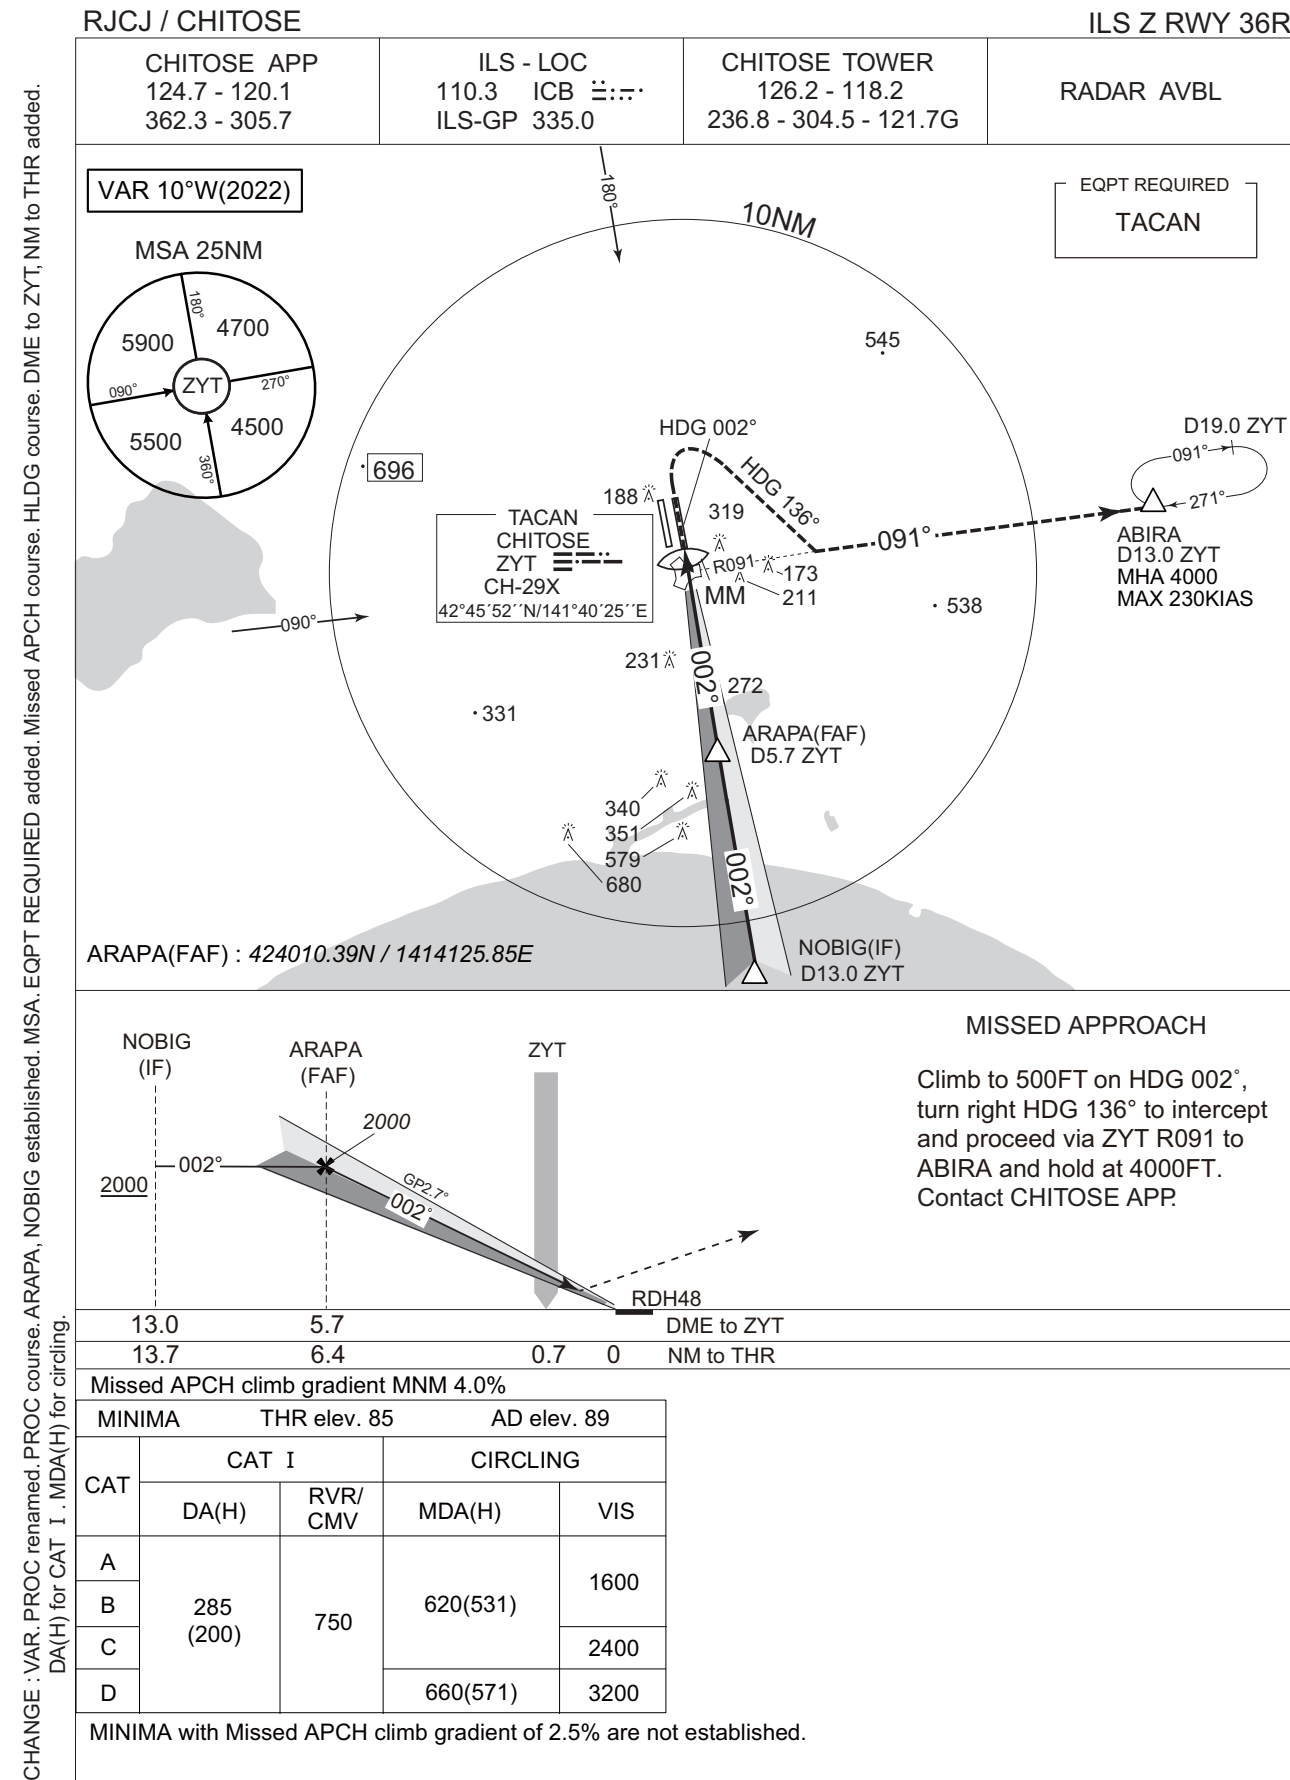 RJCJ / CHITOSE
ILS Z RWY 36R
CHITOSE APP
124.7 - 120.1
362.3 - 305.7
ILS - LOC
110.3 ICB
ILS-GP 335.0
CHITOSE TOWER
126.2 - 118.2
236.8 - 304.5 - 121.7G
RADAR AVBL
VAR 10°W(2022)
EQPT REQUIRED
TACAN
MSA 25NM
180°
5900
4700
090°
ZYT
270°
5500
4500
360°
180°
10NM
545
696
HDG 002°
HDG 136°
188
319
D19.0 ZYT
091°
271°
ABIRA
D13.0 ZYT
MHA 4000
MAX 230KIAS
091°
TACAN
CHITOSE
ZYT
CH-29X
42°45′52′′N/141°40′25′′E
R091
173
211
MM
538
090°
231
002°
272
331
ARAPA(FAF)
D5.7 ZYT
340
351
579
680
002°
NOBIG(IF)
D13.0 ZYT
ARAPA(FAF) : 424010.39N / 1414125.85E
NOBIG
(IF)
ARAPA
(FAF)
ZYT
2000
002°
2000
GP2.7°
002°
RDH48
MISSED APPROACH
Climb to 500FT on HDG 002°,
turn right HDG 136° to intercept
and proceed via ZYT R091 to
ABIRA and hold at 4000FT.
Contact CHITOSE APP.
13.0 5.7 DME to ZYT
13.7 6.4 0.7 0 NM to THR
Missed APCH climb gradient MNM 4.0%
MINIMA THR elev. 85 AD elev. 89
CAT
CAT I
CIRCLING
DA(H)
RVR/
CMV
MDA(H)
VIS
A
B
C
D
285
(200)
750
620(531)
1600
2400
660(571)
3200
MINIMA with Missed APCH climb gradient of 2.5% are not established.
CHANGE : VAR. PROC renamed. PROC course. ARAPA, NOBIG established. MSA. EQPT REQUIRED added. Missed APCH course. HLDG course. DME to ZYT, NM to THR added.
DA(H) for CAT I . MDA(H) for circling.